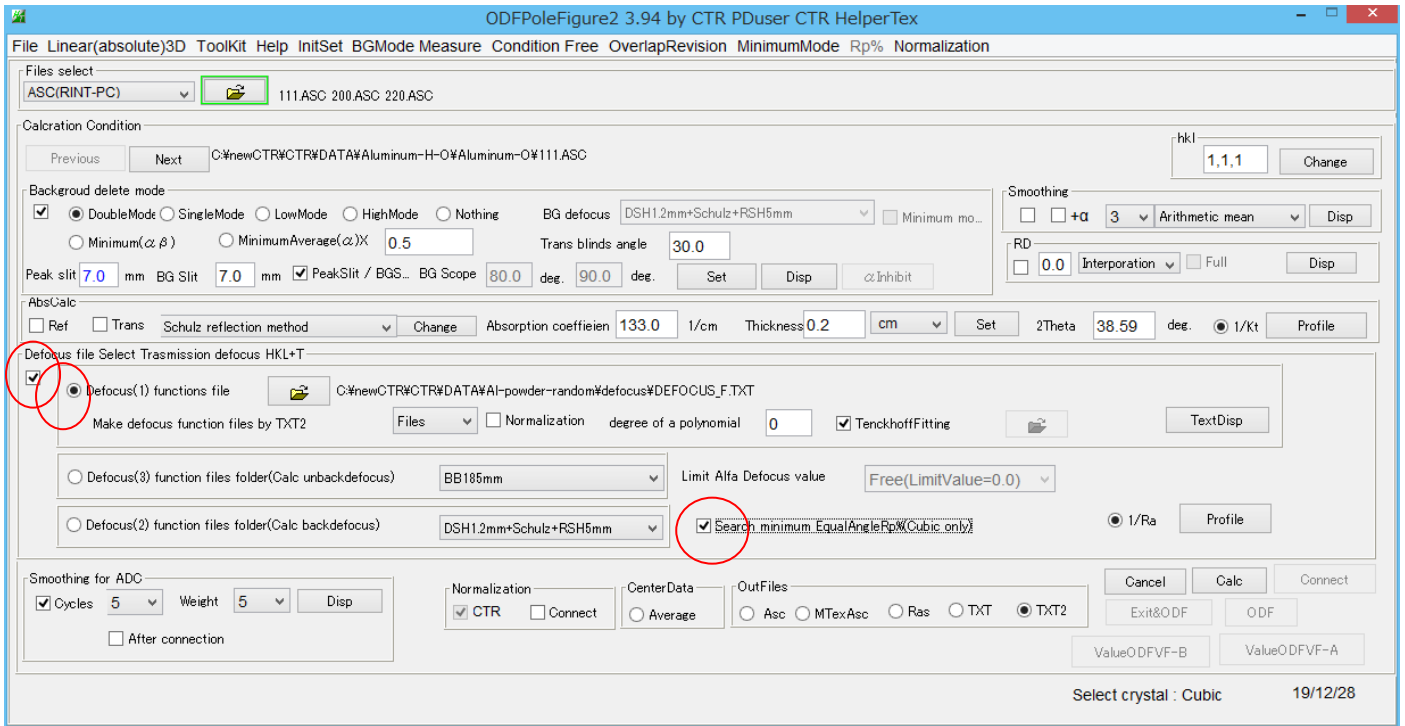 ODFPoleFigure2 3.94 by CTR PDuser CTR HelperTex
File Linear(absolute)3D ToolKit Help InitSet BGMode Measure Condition Free OverlapRevision MinimumMode Rp% Normalization
Files select
ASC(RINT-PC) 111.ASC 200.ASC 220.ASC
Calcration Condition
Previous Next C:¥newCTR¥CTR¥DATA¥Aluminum-H-O¥Aluminum-O¥111.ASC
hkl
1,1,1 Change
Backgroud delete mode
DoubleMode SingleMode LowMode HighMode Nothing BG defocus DSH1.2mm+Schulz+RSH5mm Minimum mo...
Minimum(α β) MinimumAverage(α)X 0.5 Trans blinds angle 30.0
Peak slit 7.0 mm BG Slit 7.0 mm PeakSlit / BGS... BG Scope 80.0 deg. 90.0 deg. Set Disp αInhibit
Smoothing
+α 3 Arithmetic mean Disp
RD
0.0 Interporation Full Disp
AbsCalc
Ref Trans Schulz reflection method Change Absorption coeffieien 133.0 1/cm Thickness 0.2 cm Set 2Theta 38.59 deg. 1/Kt Profile
Defocus file Select Trasmission defocus HKL+T
Defocus(1) functions file C:¥newCTR¥CTR¥DATA¥Al-powder-random¥defocus¥DEFOCUS_F.TXT
Make defocus function files by TXT2 Files Normalization degree of a polynomial 0 TenckhoffFitting TextDisp
Defocus(3) function files folder(Calc unbackdefocus) BB185mm Limit Alfa Defocus value Free(LimitValue=0.0)
Defocus(2) function files folder(Calc backdefocus) DSH1.2mm+Schulz+RSH5mm Search minimum EqualAngleRp%(Cubic only) 1/Ra Profile
Smoothing for ADC
Cycles 5 Weight 5 Disp
After connection
Normalization
CTR Connect
CenterData
Average
OutFiles
Asc MTexAsc Ras TXT TXT2
Cancel Calc Connect
Exit&ODF ODF
ValueODFVF-B ValueODFVF-A
Select crystal : Cubic 19/12/28